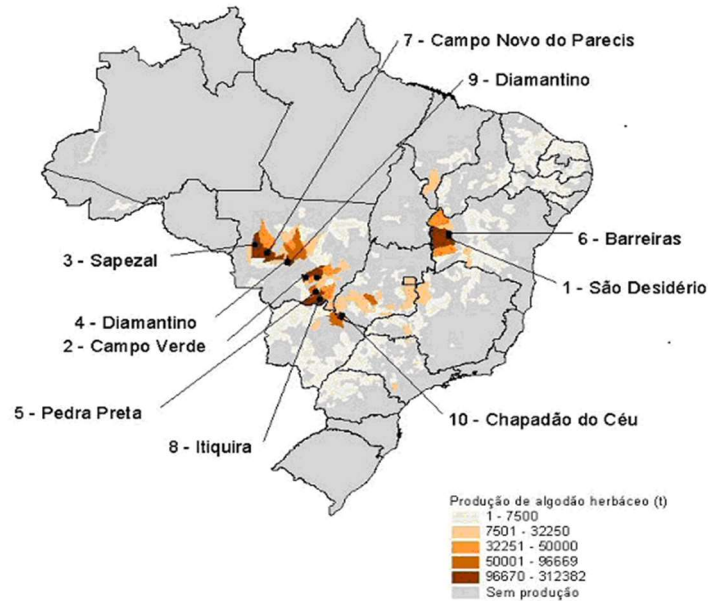 7 - Campo Novo do Parecis
9 - Diamantino
6 - Barreiras
3 - Sapezal
1 - São Desidério
4 - Diamantino
2 - Campo Verde
5 - Pedra Preta
10 - Chapadão do Céu
8 - Itiquira
Produção de algodão herbáceo (t)
1 - 7500
7501 - 32250
32251 - 50000
50001 - 96669
96670 - 312382
Sem produção